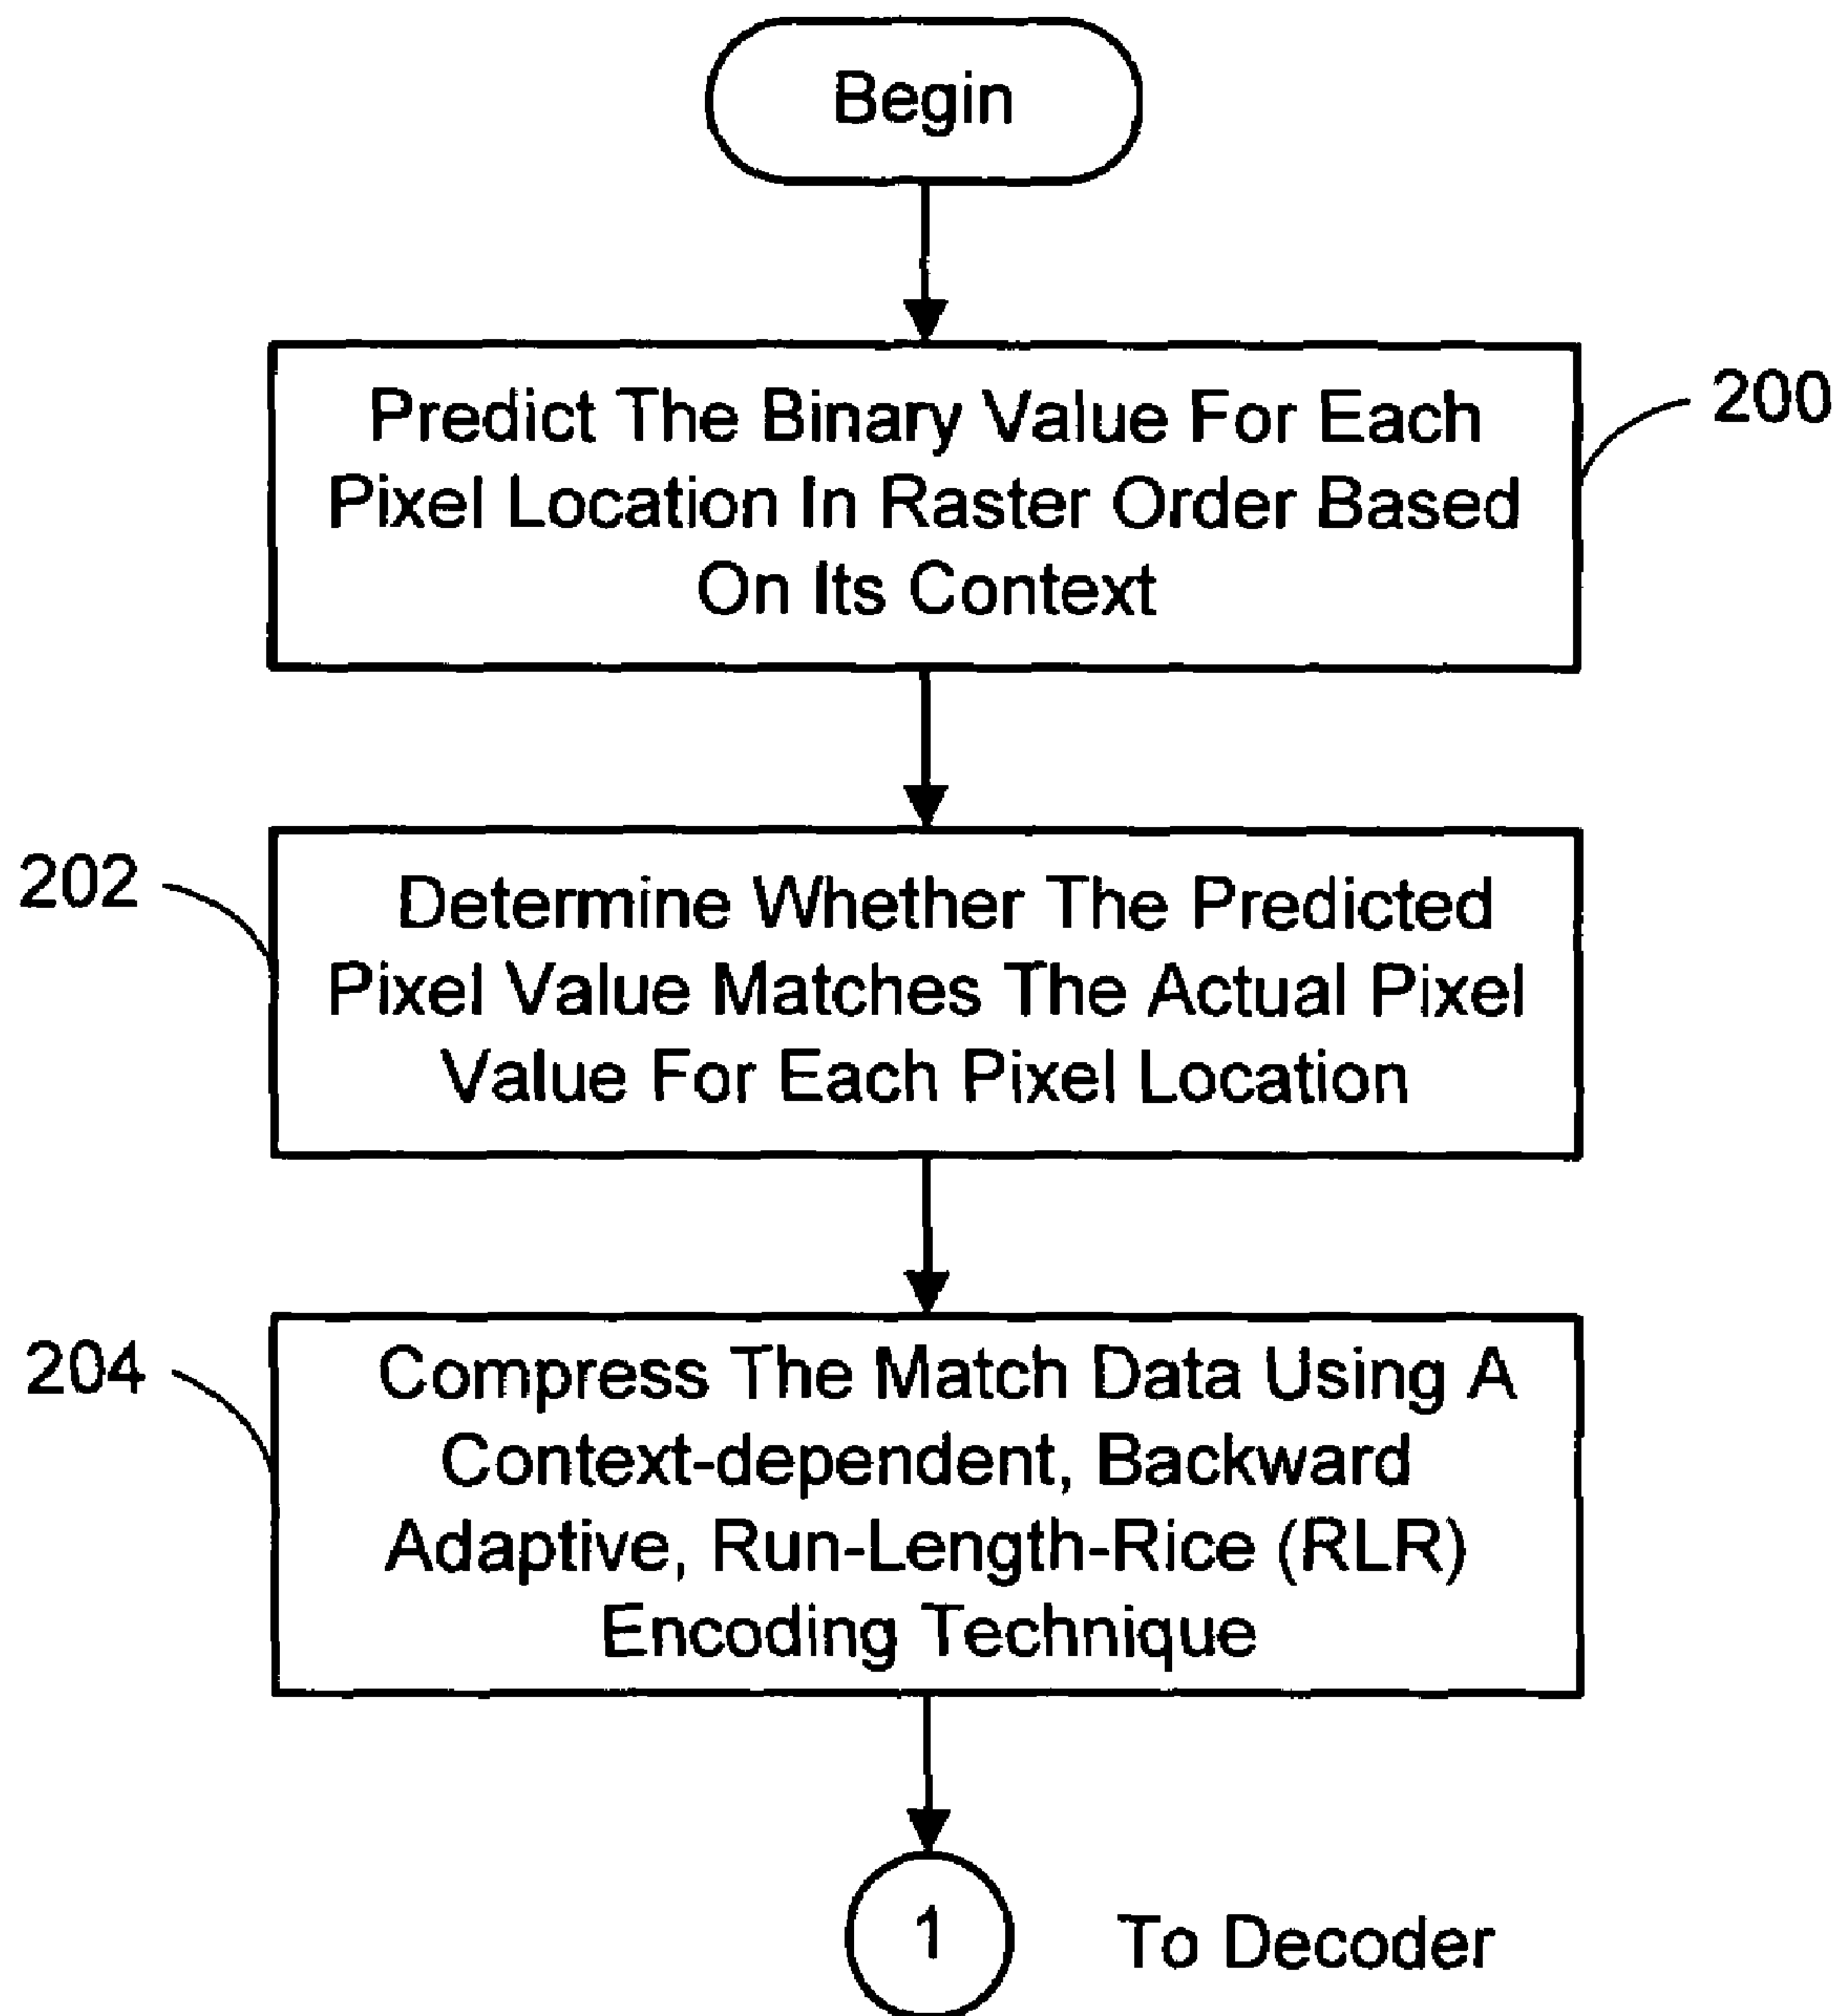 Begin
Predict The Binary Value For Each
Pixel Location In Raster Order Based
On Its Context
200
202
Determine Whether The Predicted
Pixel Value Matches The Actual Pixel
Value For Each Pixel Location
204
Compress The Match Data Using A
Context-dependent, Backward
Adaptive, Run-Length-Rice (RLR)
Encoding Technique
1
To Decoder